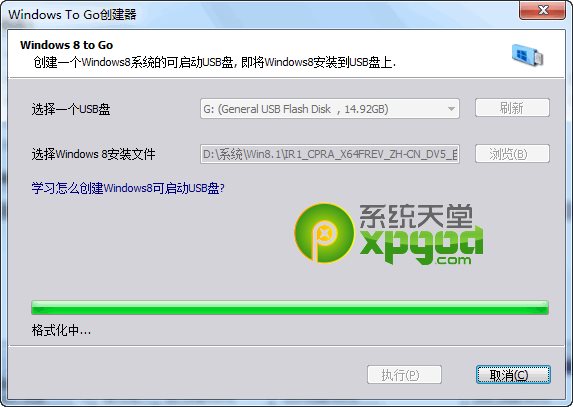 Windows To Go创建器
Windows 8 to Go
创建一个Windows8系统的可启动USB盘, 即将Windows8安装到USB盘上.
选择一个USB盘
G: (General USB Flash Disk , 14.92GB)
刷新
选择Windows 8安装文件
D:\系统\Win8.1\IR1_CPRA_X64FREV_ZH-CN_DV5_
浏览(B)
学习怎么创建Windows8可启动USB盘?
系统天堂
xpgod
.com
格式化中...
执行(P)
取消(C)